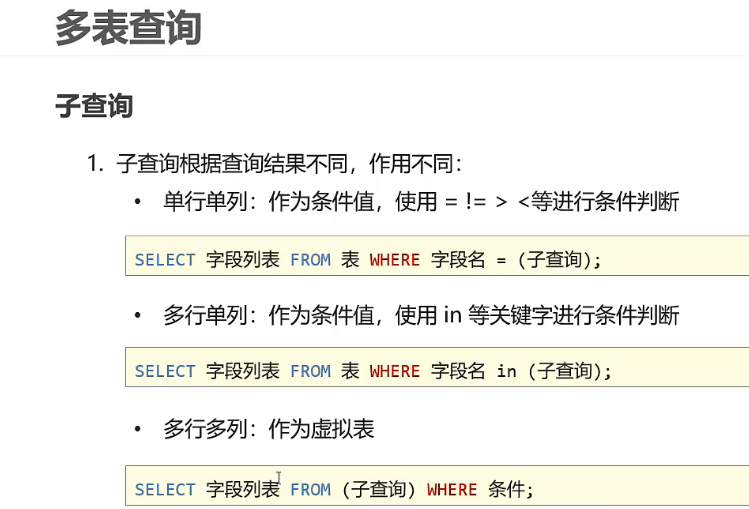 多表查询
子查询
1. 子查询根据查询结果不同，作用不同：
• 单行单列：作为条件值，使用 = != > <等进行条件判断
SELECT 字段列表 FROM 表 WHERE 字段名 = (子查询);
• 多行单列：作为条件值，使用 in 等关键字进行条件判断
SELECT 字段列表 FROM 表 WHERE 字段名 in (子查询);
• 多行多列：作为虚拟表
SELECT 字段列表 FROM (子查询) WHERE 条件;